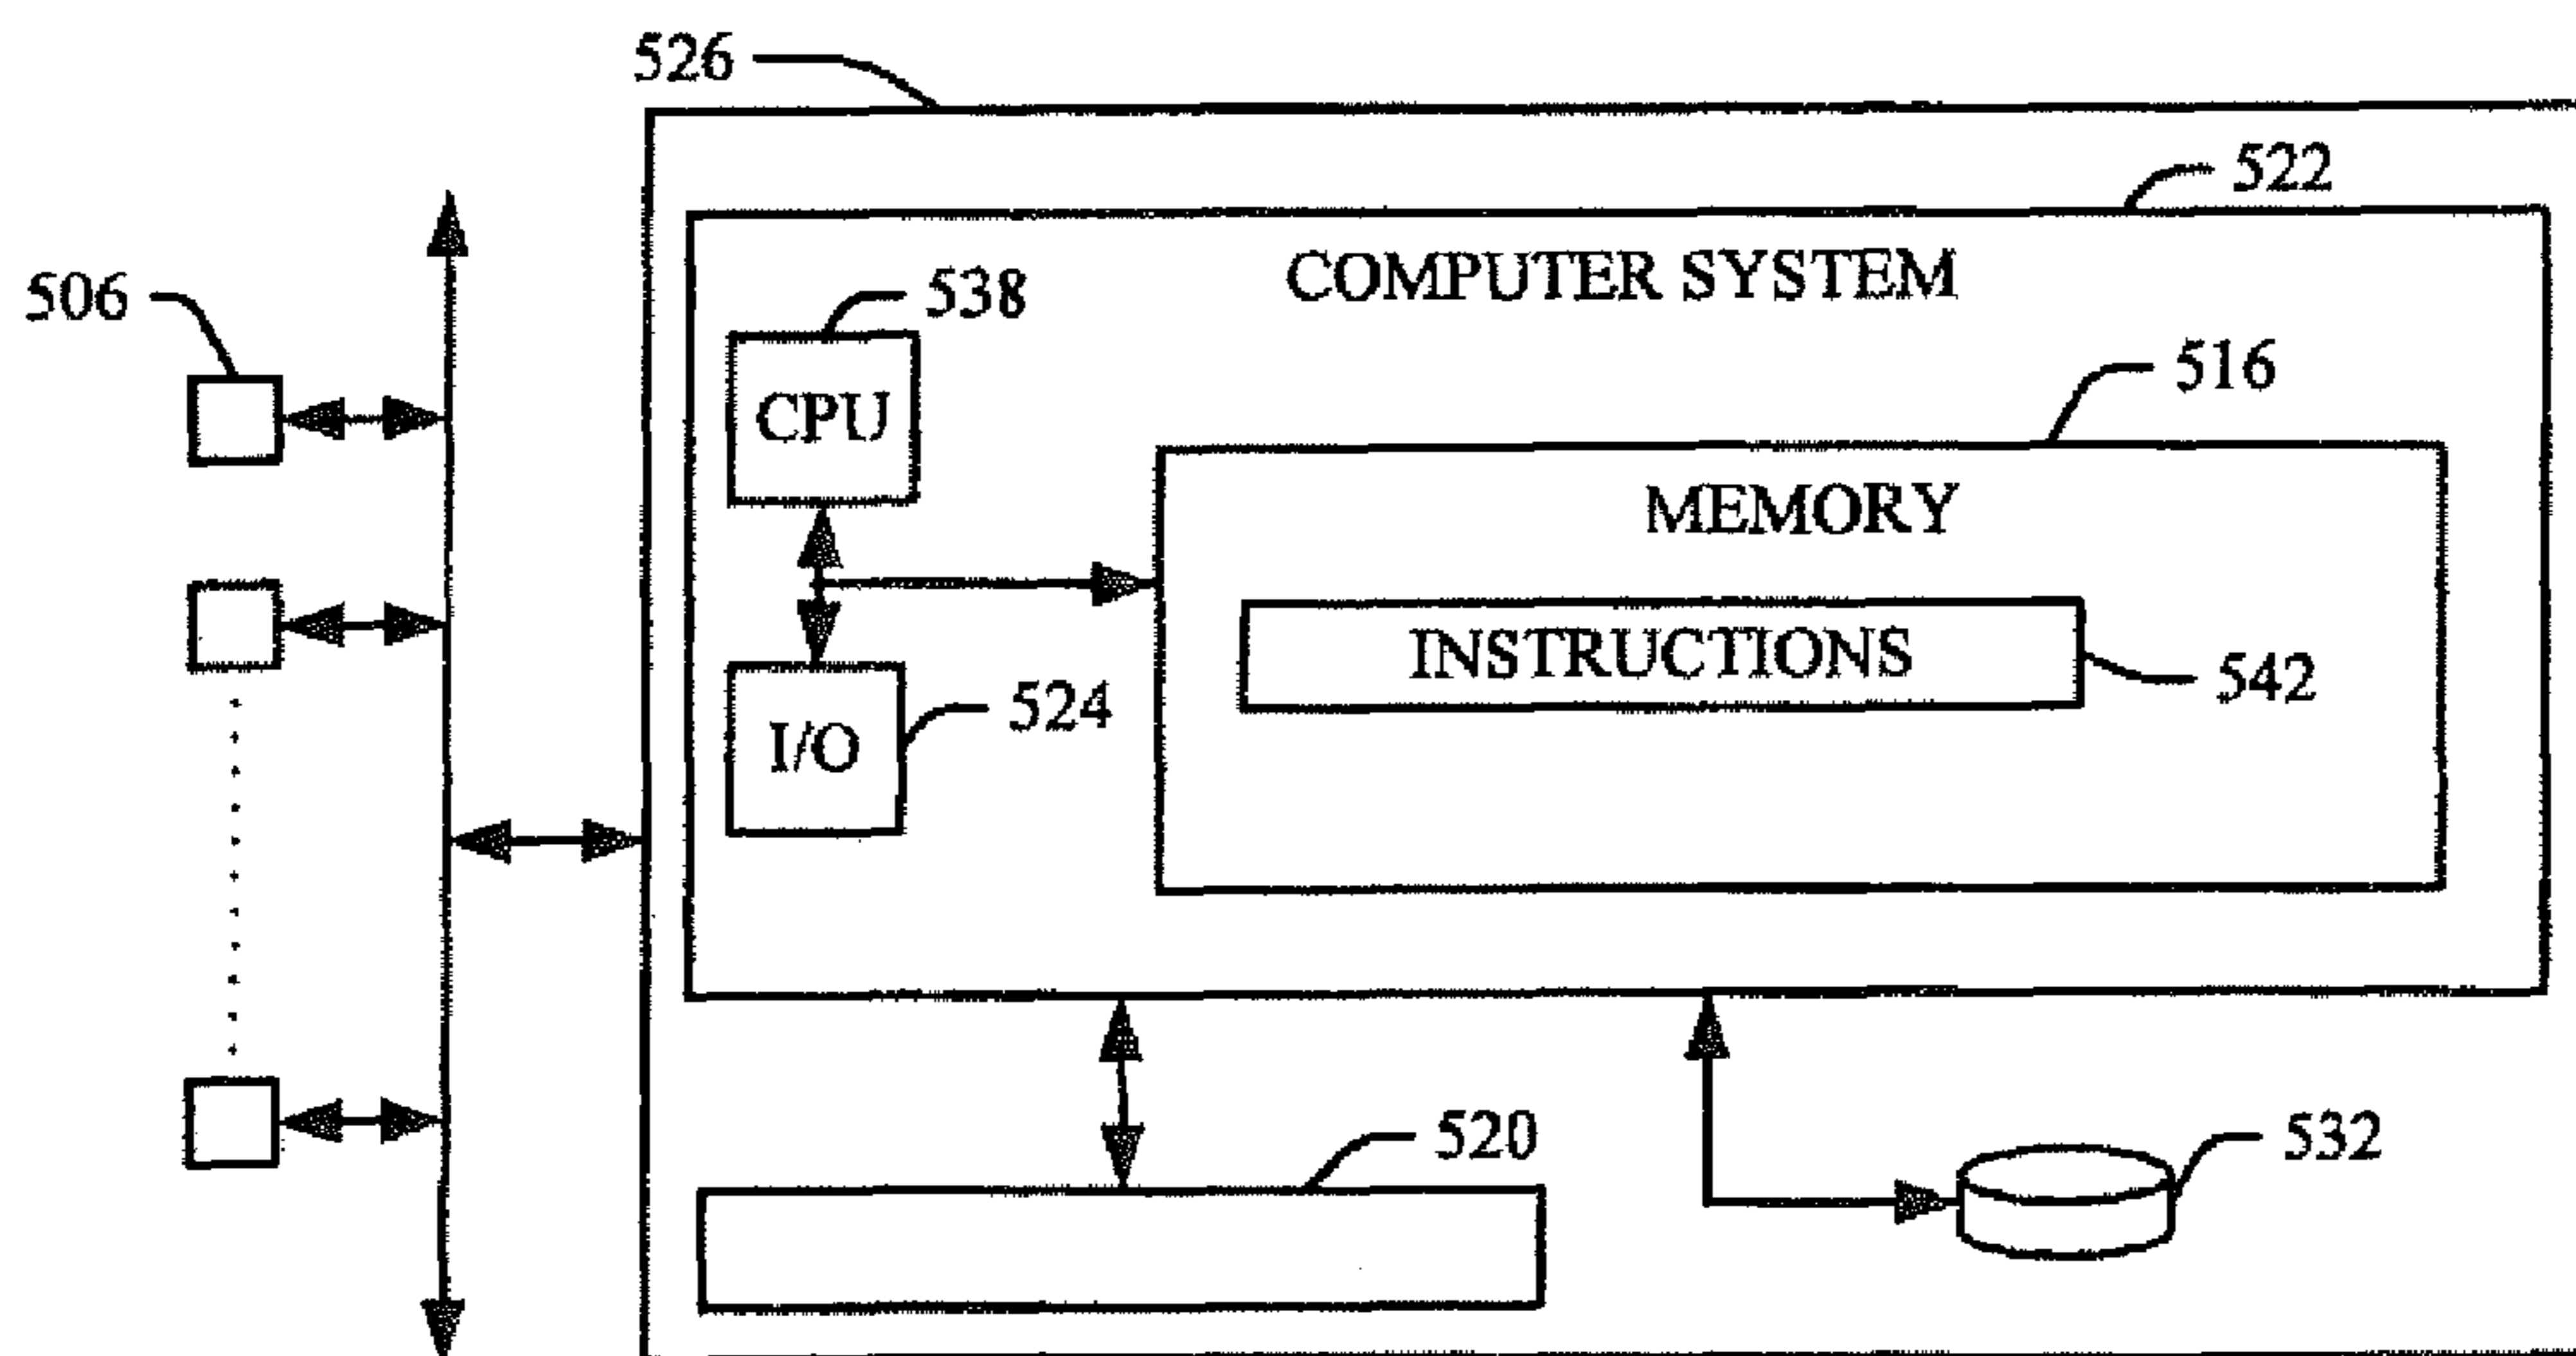 526
522
COMPUTER SYSTEM
506
538
516
CPU
MEMORY
INSTRUCTIONS
542
524
I/O
520
532